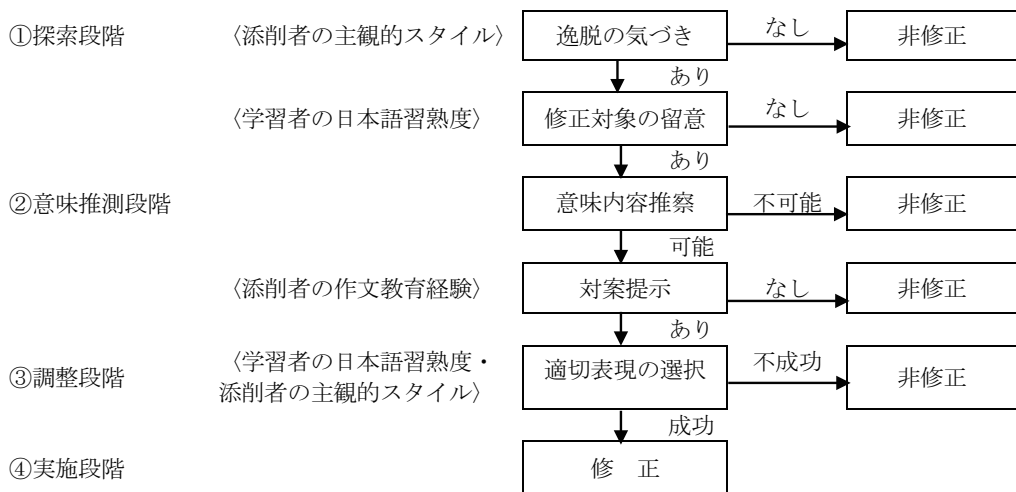 ①探索段階 〈添削者の主観的スタイル〉 逸脱の気づき なし 非修正
あり
〈学習者の日本語習熟度〉 修正対象の留意 なし 非修正
あり
②意味推測段階 意味内容推察 不可能 非修正
可能
〈添削者の作文教育経験〉 対案提示 なし 非修正
あり
③調整段階 〈学習者の日本語習熟度・ 適切表現の選択 不成功 非修正
添削者の主観的スタイル〉
成功
④実施段階 修 正